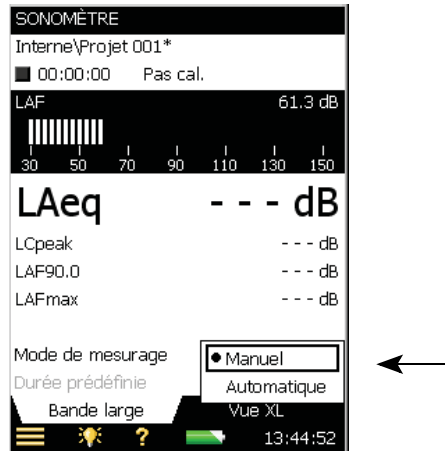 SONOMÈTRE
Interne\Projet 001*
00:00:00 Pas cal.
LAF 61.3 dB
30 50 70 90 110 130 150
LAeq - - - dB
LCpeak - - - dB
LAF90.0 - - - dB
LAFmax - - - dB
Mode de mesurage Manuel
Durée prédéfinie Automatique
Bande large Vue XL
? 13:44:52